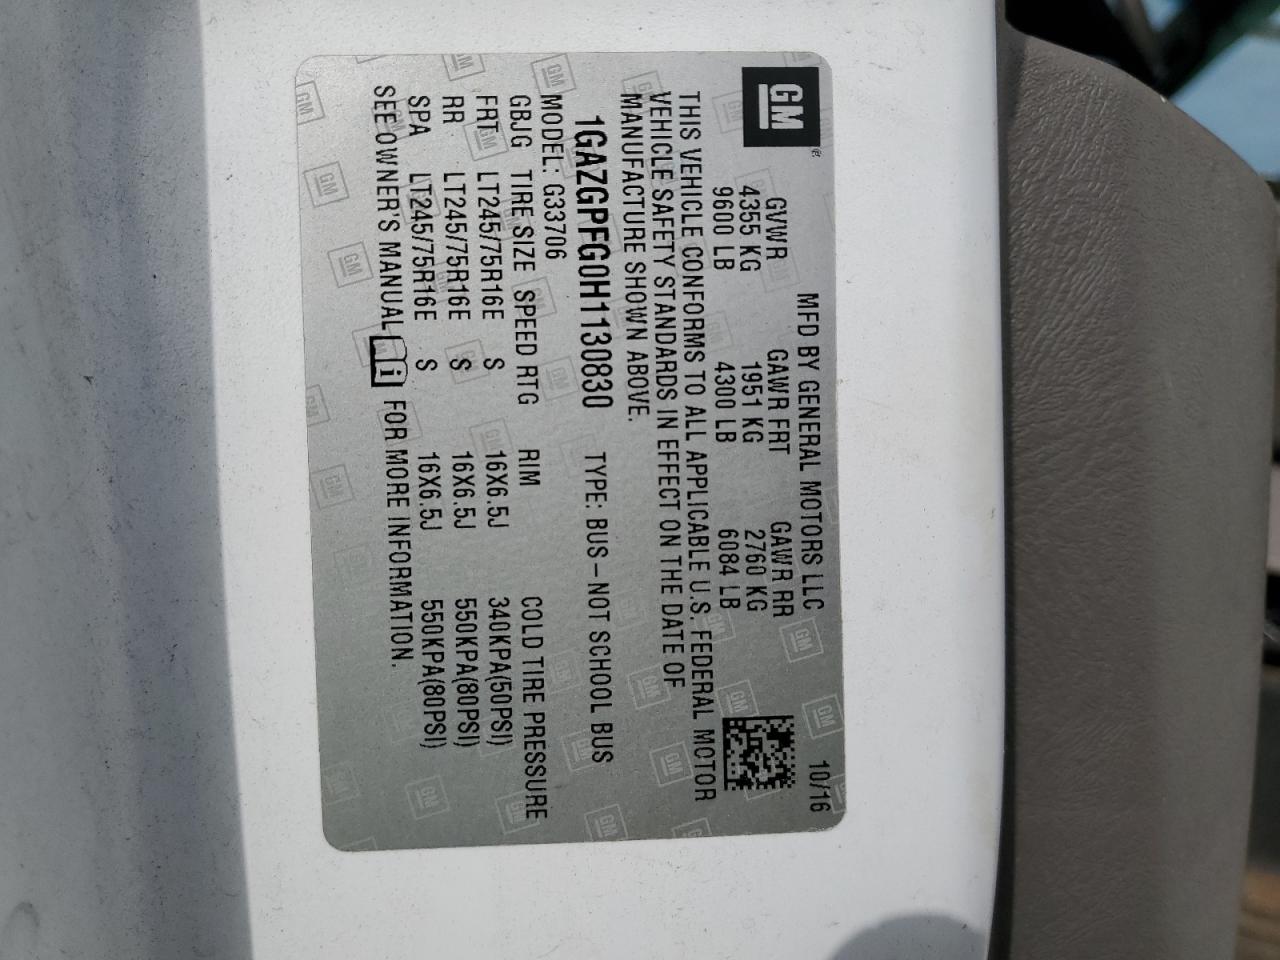 GM
®
MFD BY GENERAL MOTORS LLC 10/16
GVWR GAWR FRT GAWR RR
4355 KG 1951 KG 2760 KG
9600 LB 4300 LB 6084 LB
THIS VEHICLE CONFORMS TO ALL APPLICABLE U.S. FEDERAL MOTOR
VEHICLE SAFETY STANDARDS IN EFFECT ON THE DATE OF
MANUFACTURE SHOWN ABOVE.
1GAZGPFG0H1130830 TYPE: BUS–NOT SCHOOL BUS
MODEL: G33706
GBJG TIRE SIZE SPEED RTG RIM COLD TIRE PRESSURE
FRT LT245/75R16E S 16X6.5J 340KPA(50PSI)
RR LT245/75R16E S 16X6.5J 550KPA(80PSI)
SPA LT245/75R16E S 16X6.5J 550KPA(80PSI)
SEE OWNER'S MANUAL i FOR MORE INFORMATION.